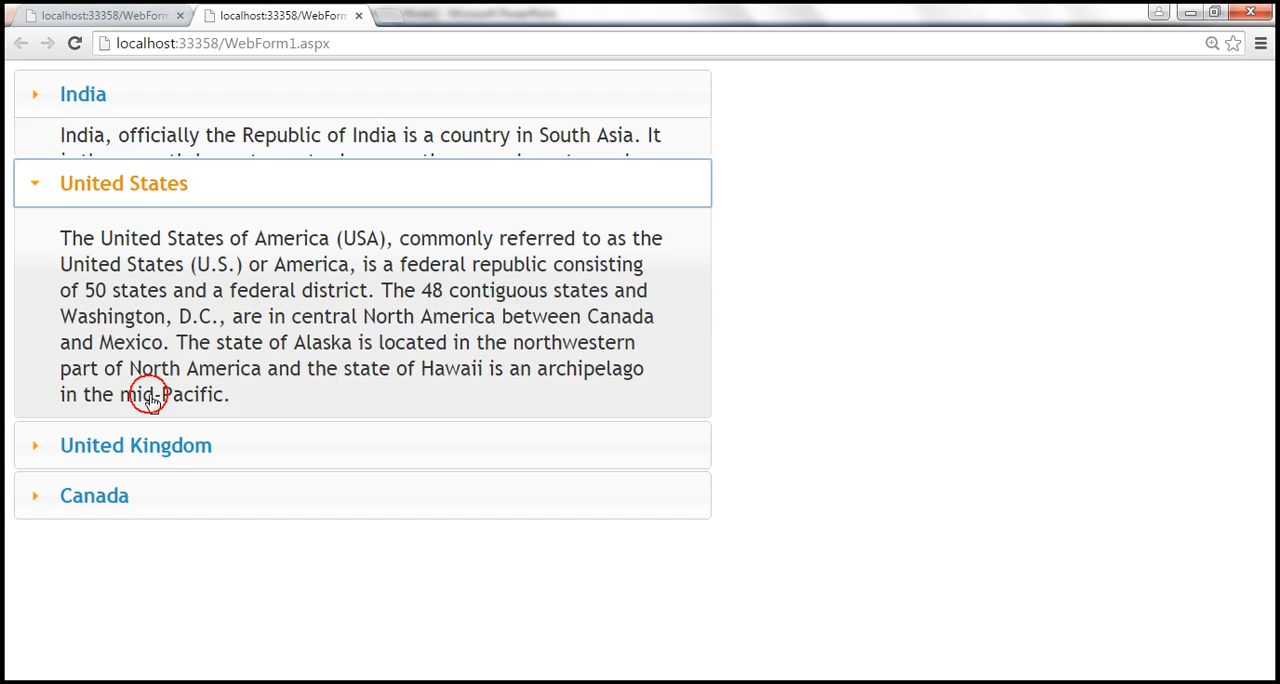 localhost:33358/WebForm
localhost:33358/WebForm
localhost:33358/WebForm1.aspx
India
India, officially the Republic of India is a country in South Asia. It
United States
The United States of America (USA), commonly referred to as the
United States (U.S.) or America, is a federal republic consisting
of 50 states and a federal district. The 48 contiguous states and
Washington, D.C., are in central North America between Canada
and Mexico. The state of Alaska is located in the northwestern
part of North America and the state of Hawaii is an archipelago
in the mid-Pacific.
United Kingdom
Canada